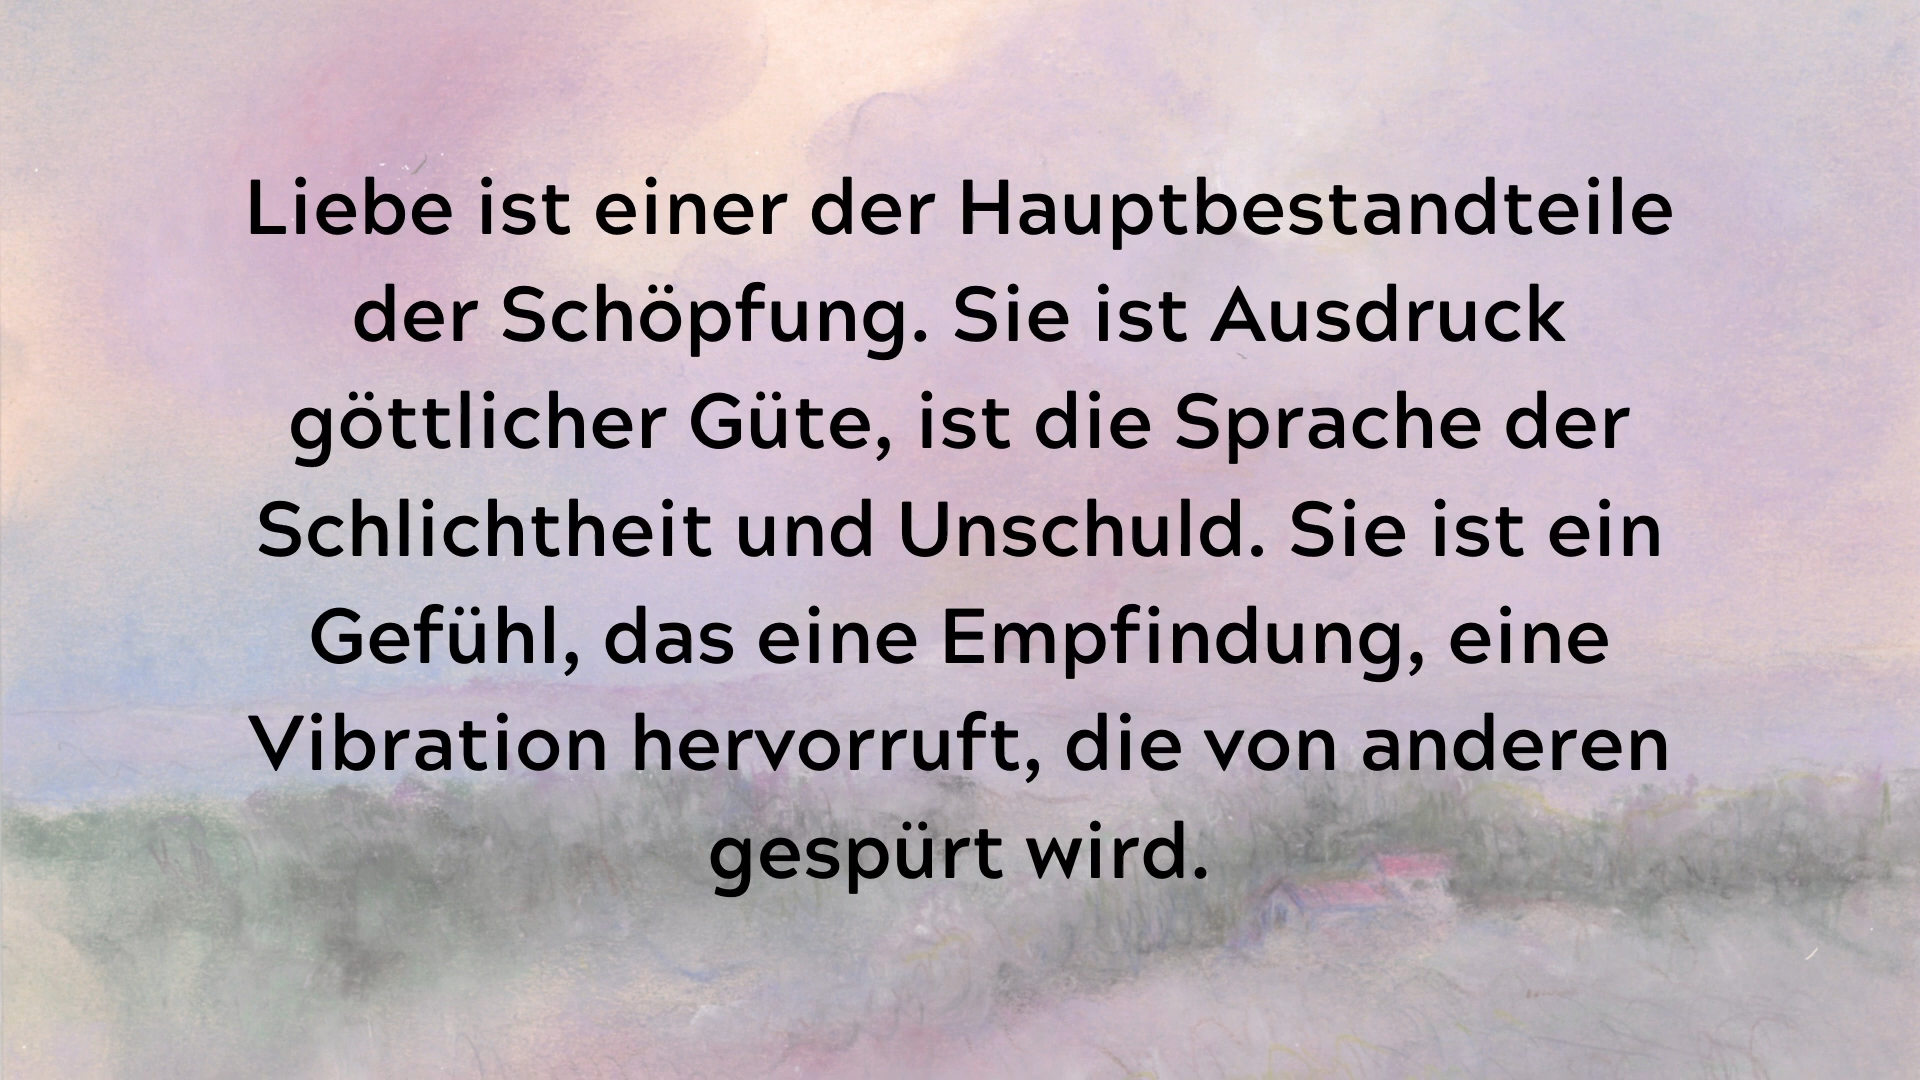 Liebe ist einer der Hauptbestandteile
der Schöpfung. Sie ist Ausdruck
göttlicher Güte, ist die Sprache der
Schlichtheit und Unschuld. Sie ist ein
Gefühl, das eine Empfindung, eine
Vibration hervorruft, die von anderen
gespürt wird.